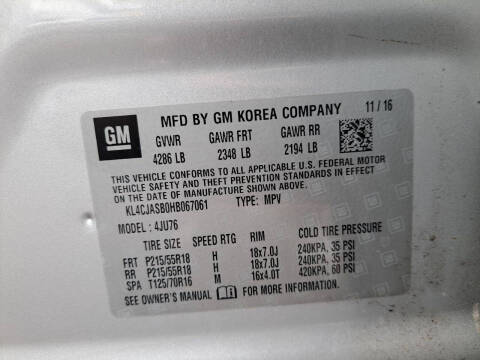 GM
MFD BY GM KOREA COMPANY 11/16
GVWR GAWR FRT GAWR RR
4286 LB 2348 LB 2194 LB
THIS VEHICLE CONFORMS TO ALL APPLICABLE U.S. FEDERAL MOTOR
VEHICLE SAFETY AND THEFT PREVENTION STANDARDS IN EFFECT
ON THE DATE OF MANUFACTURE SHOWN ABOVE.
KL4CJASB0HB067061 TYPE: MPV
MODEL : 4JU76
TIRE SIZE SPEED RTG RIM COLD TIRE PRESSURE
FRT P215/55R18 H 18x7.0J 240KPA, 35 PSI
RR P215/55R18 H 18x7.0J 240KPA, 35 PSI
SPA T125/70R16 M 16x4.0T 420KPA, 60 PSI
SEE OWNER'S MANUAL FOR MORE INFORMATION.